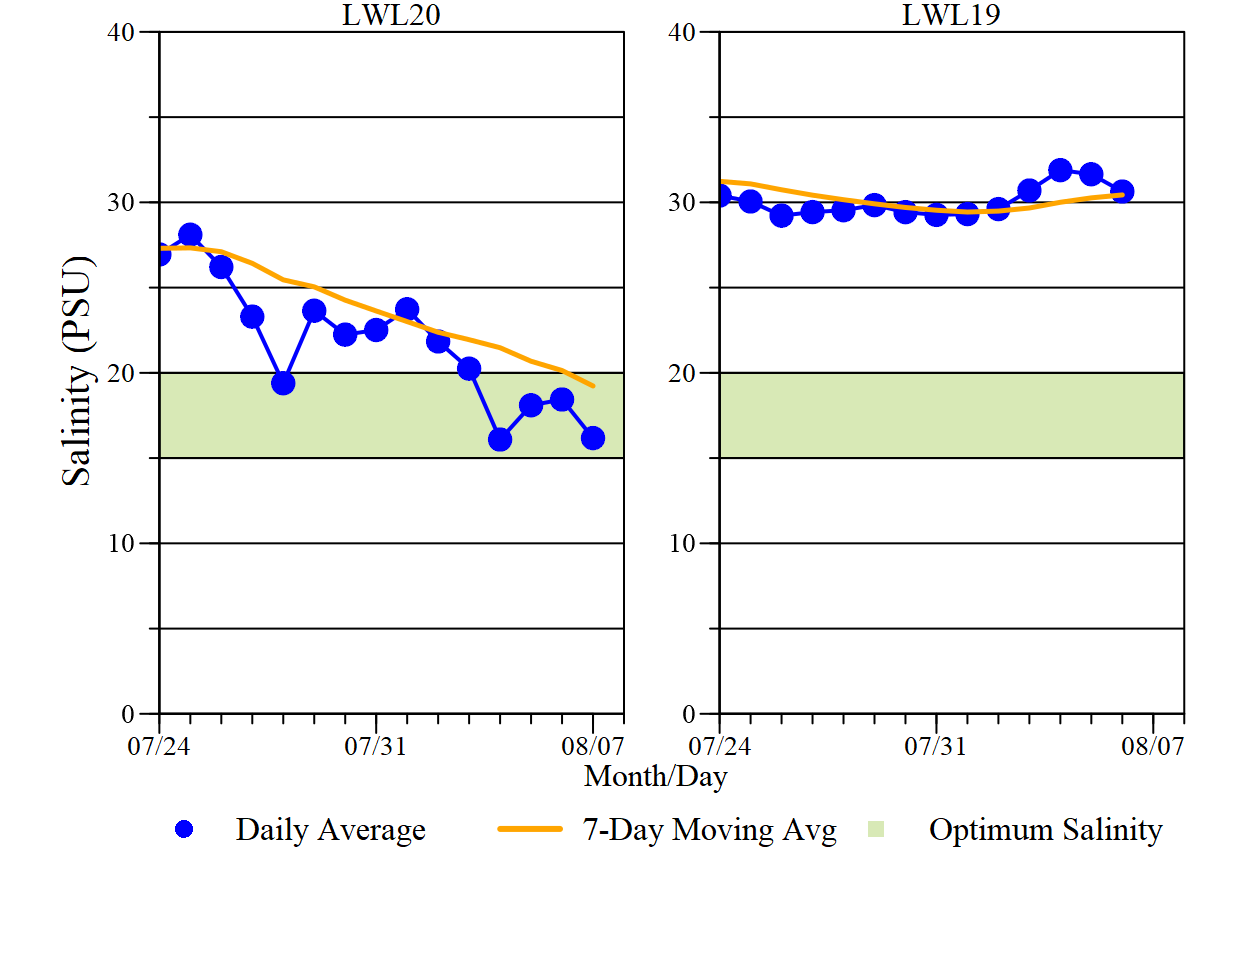 LWL20
LWL19
40
30
20
10
0
40
30
20
10
0
Salinity (PSU)
07/24
07/31
08/07
07/24
07/31
08/07
Month/Day
Daily Average
7-Day Moving Avg
Optimum Salinity